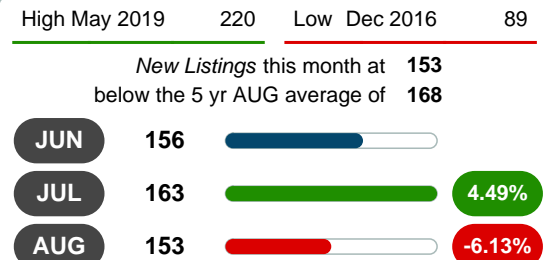 High May 2019 220 Low Dec 2016 89
New Listings this month at 153
below the 5 yr AUG average of 168
JUN 156
JUL 163 4.49%
AUG 153 -6.13%